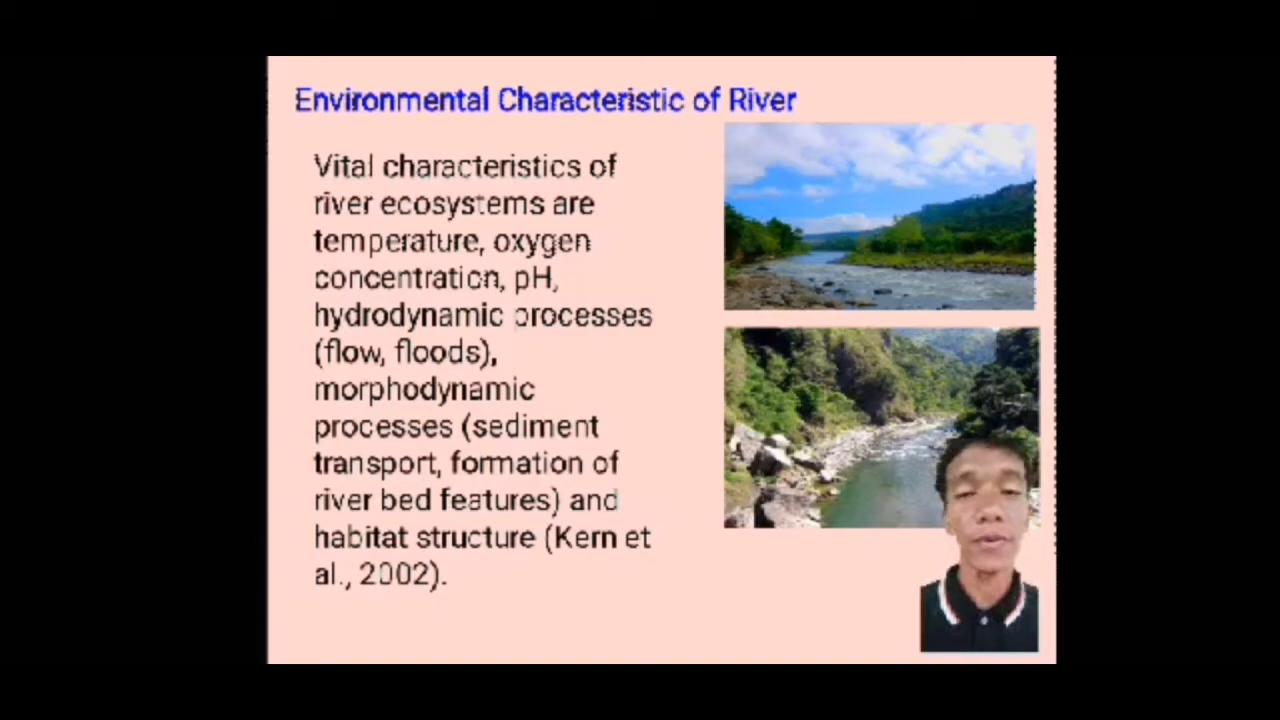 Environmental Characteristic of River
Vital characteristics of
river ecosystems are
temperature, oxygen
concentration, pH,
hydrodynamic processes
(flow, floods),
morphodynamic
processes (sediment
transport, formation of
river bed features) and
habitat structure (Kern et
al., 2002).